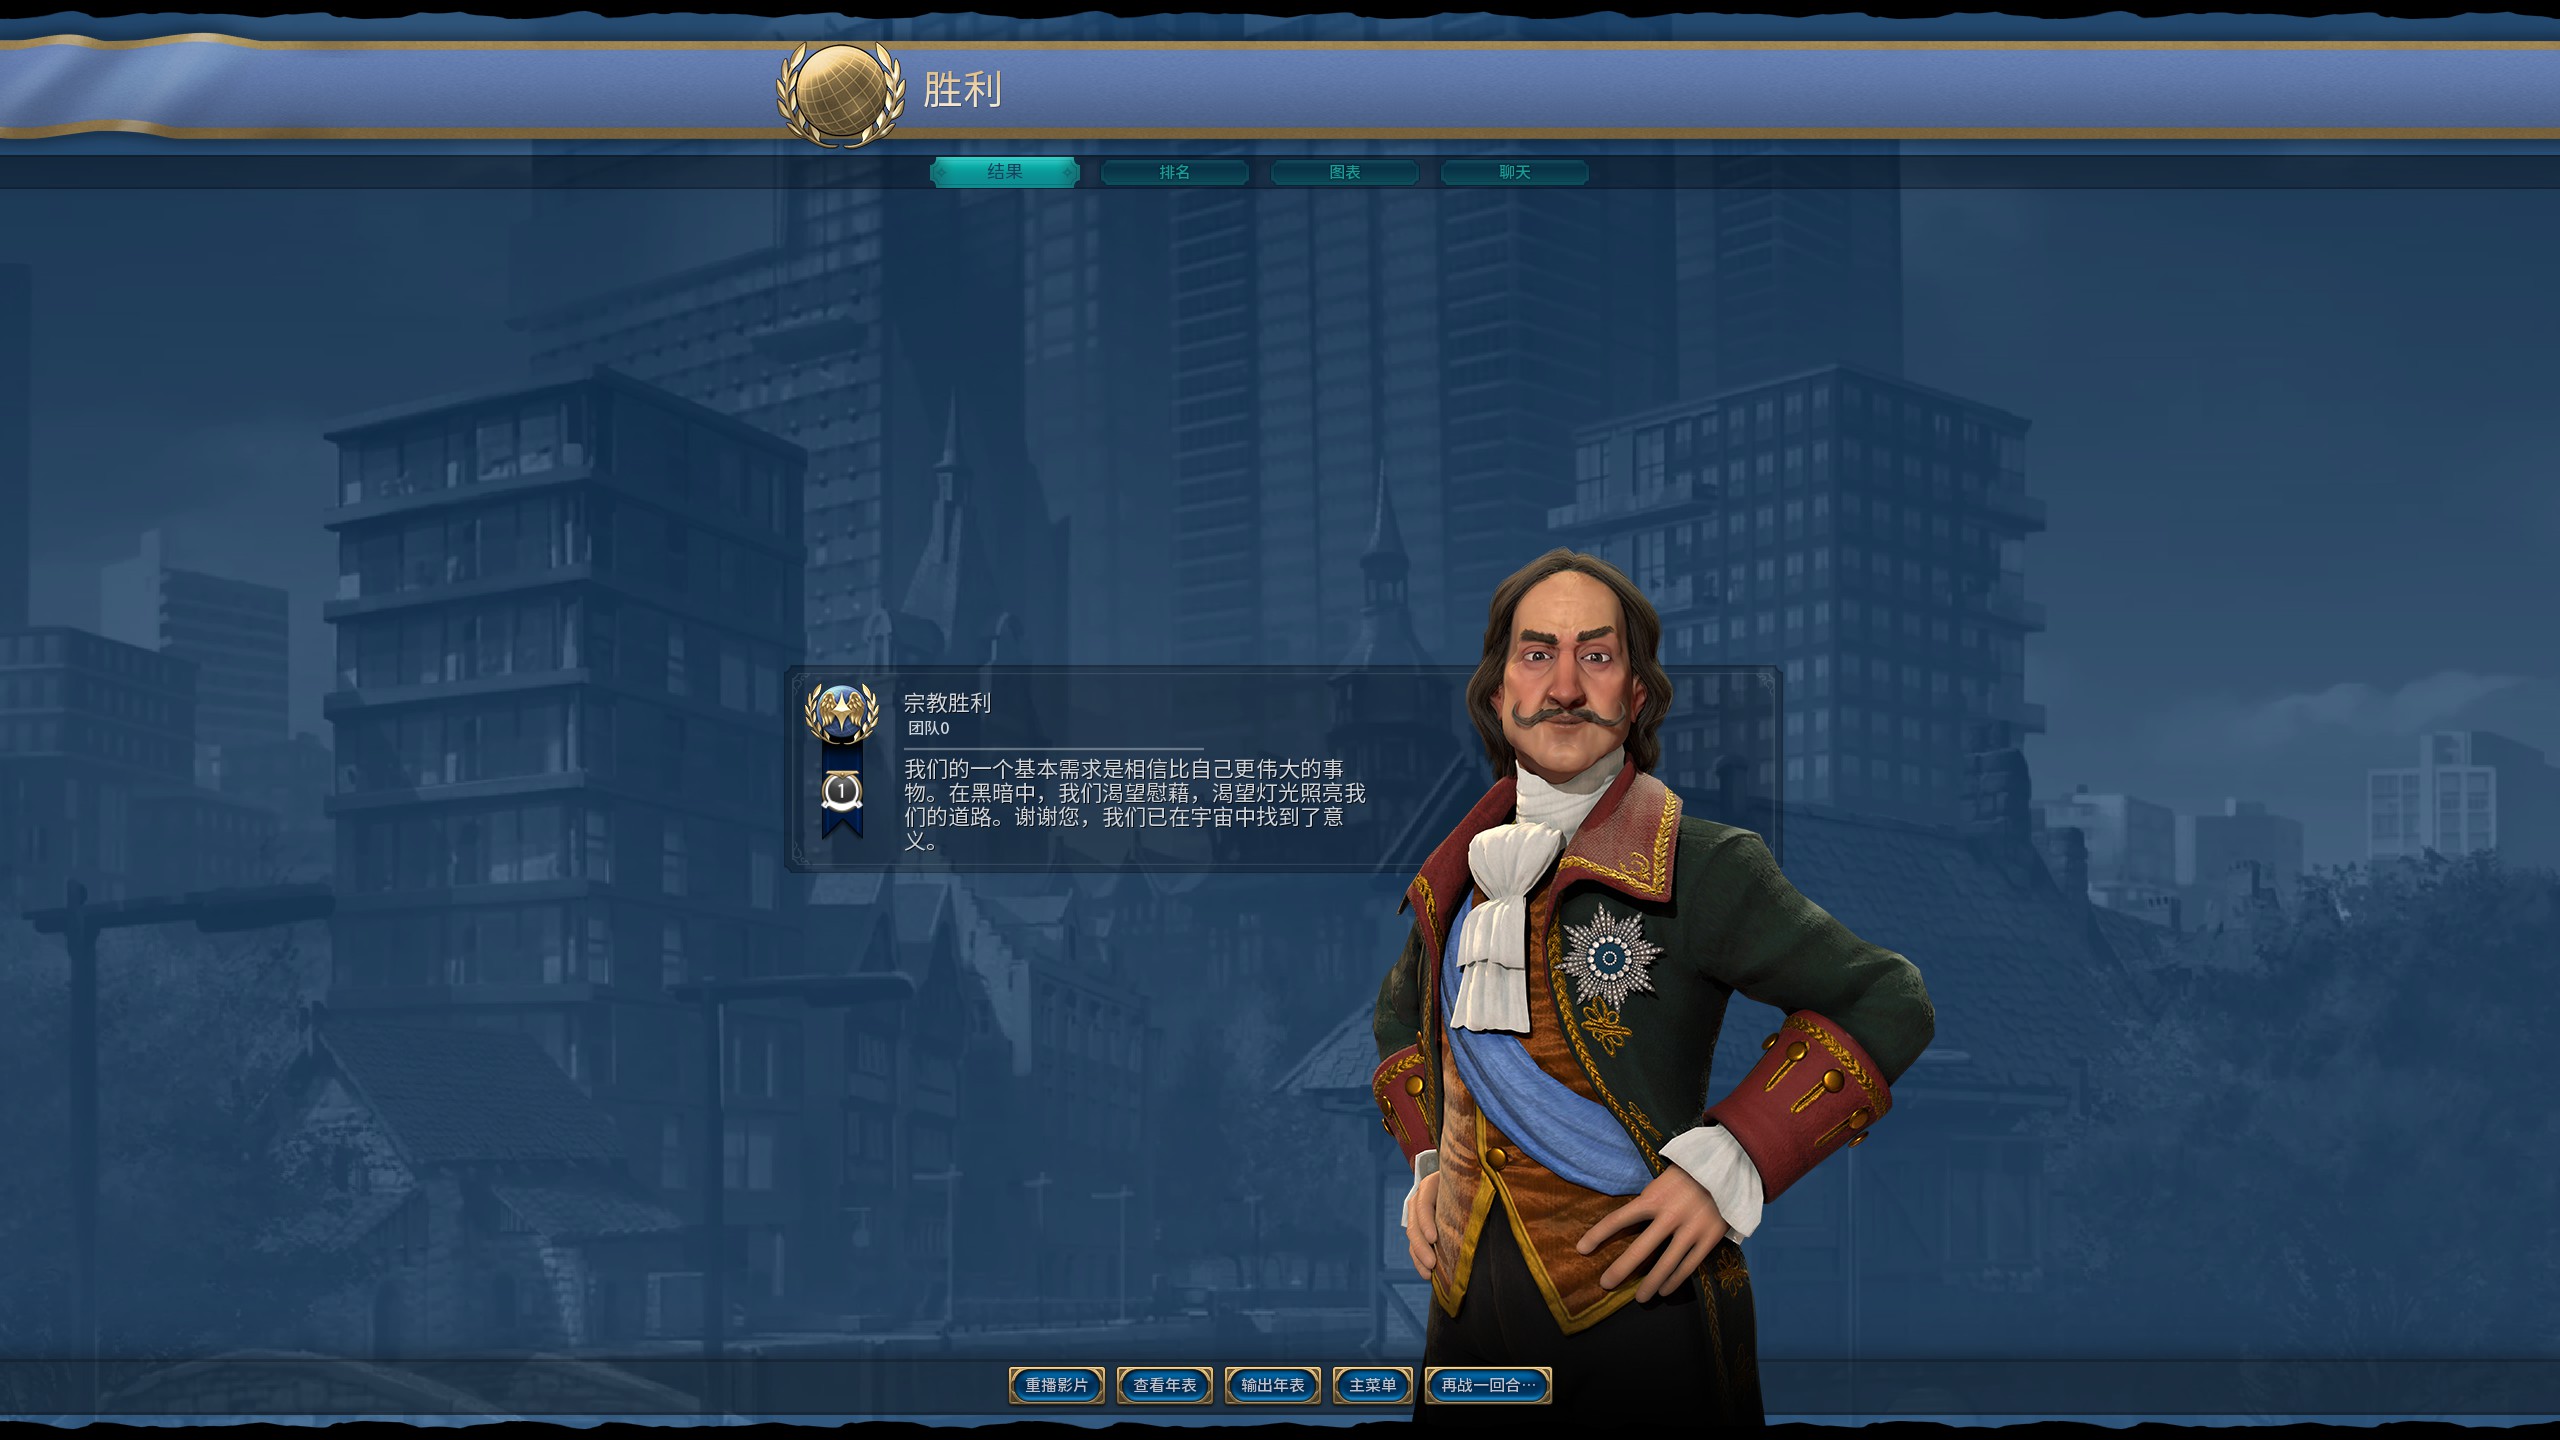 胜利
结果
排名
图表
聊天
宗教胜利
团队0
1
我们的一个基本需求是相信比自己更伟大的事
物。在黑暗中，我们渴望慰藉，渴望灯光照亮我
们的道路。谢谢您，我们已在宇宙中找到了意
义。
重播影片
查看年表
输出年表
主菜单
再战一回合…